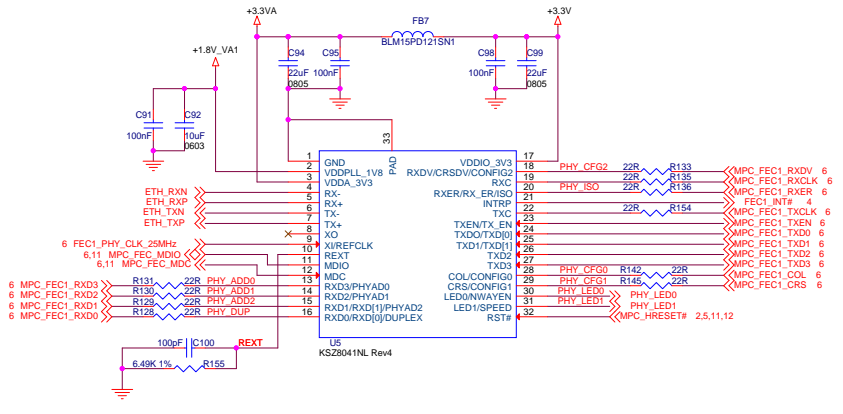 +3.3VA
+3.3V
FB7
BLM15PD121SN1
+1.8V_VA1
C94
22uF
0805
C95
100nF
C98
100nF
C99
22uF
0805
C91
100nF
C92
10uF
0603
33
PAD
1 GND
2 VDDPLL_1V8
3 VDDA_3V3
ETH_RXN 4 RX-
ETH_RXP 5 RX+
ETH_TXN 6 TX-
ETH_TXP 7 TX+
8 XO
6 FEC1_PHY_CLK_25MHz 9 XI/REFCLK
10 REXT
6,11 MPC_FEC_MDIO 11 MDIO
6,11 MPC_FEC_MDC 12 MDC
6 MPC_FEC1_RXD3 R131 22R PHY_ADD0 13 RXD3/PHYAD0
6 MPC_FEC1_RXD2 R130 22R PHY_ADD1 14 RXD2/PHYAD1
6 MPC_FEC1_RXD1 R129 22R PHY_ADD2 15 RXD1/RXD[1]/PHYAD2
6 MPC_FEC1_RXD0 R128 22R PHY_DUP 16 RXD0/RXD[0]/DUPLEX
VDDIO_3V3 17
RXDV/CRSDV/CONFIG2 18 PHY_CFG2 22R R133 MPC_FEC1_RXDV 6
RXC 19 22R R135 MPC_FEC1_RXCLK 6
RXER/RX_ER/ISO 20 PHY_ISO 22R R136 MPC_FEC1_RXER 6
INTRP 21 FEC1_INT# 4
TXC 22 22R R154 MPC_FEC1_TXCLK 6
TXEN/TX_EN 23 MPC_FEC1_TXEN 6
TXD0/TXD[0] 24 MPC_FEC1_TXD0 6
TXD1/TXD[1] 25 MPC_FEC1_TXD1 6
TXD2 26 MPC_FEC1_TXD2 6
TXD3 27 MPC_FEC1_TXD3 6
COL/CONFIG0 28 PHY_CFG0 R142 22R MPC_FEC1_COL 6
CRS/CONFIG1 29 PHY_CFG1 R145 22R MPC_FEC1_CRS 6
LED0/NWAYEN 30 PHY_LED0 PHY_LED0
LED1/SPEED 31 PHY_LED1 PHY_LED1
RST# 32 MPC_HRESET# 2,5,11,12
U5
KSZ8041NL Rev4
100pF C100 REXT
6.49K 1% R155